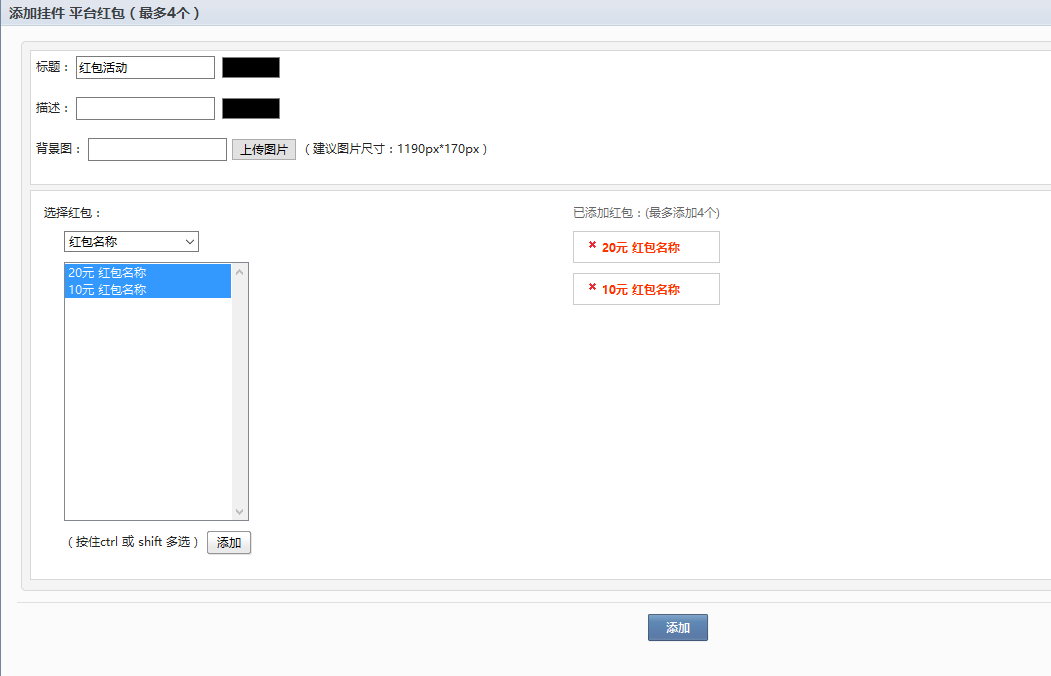 添加挂件 平台红包（最多4个）
标题： 红包活动
描述：
背景图： 上传图片 （建议图片尺寸：1190px*170px）
选择红包：
红包名称
20元 红包名称
10元 红包名称
（按住ctrl 或 shift 多选） 添加
已添加红包：(最多添加4个)
20元 红包名称
10元 红包名称
添加